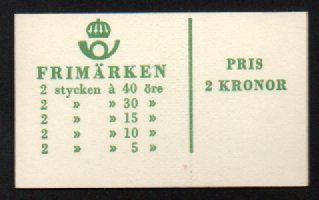 FRIMÄRKEN
2 stycken à 40 öre
2 » » 30 »
2 » » 15 »
2 » » 10 »
2 » » 5 »
PRIS
2 KRONOR